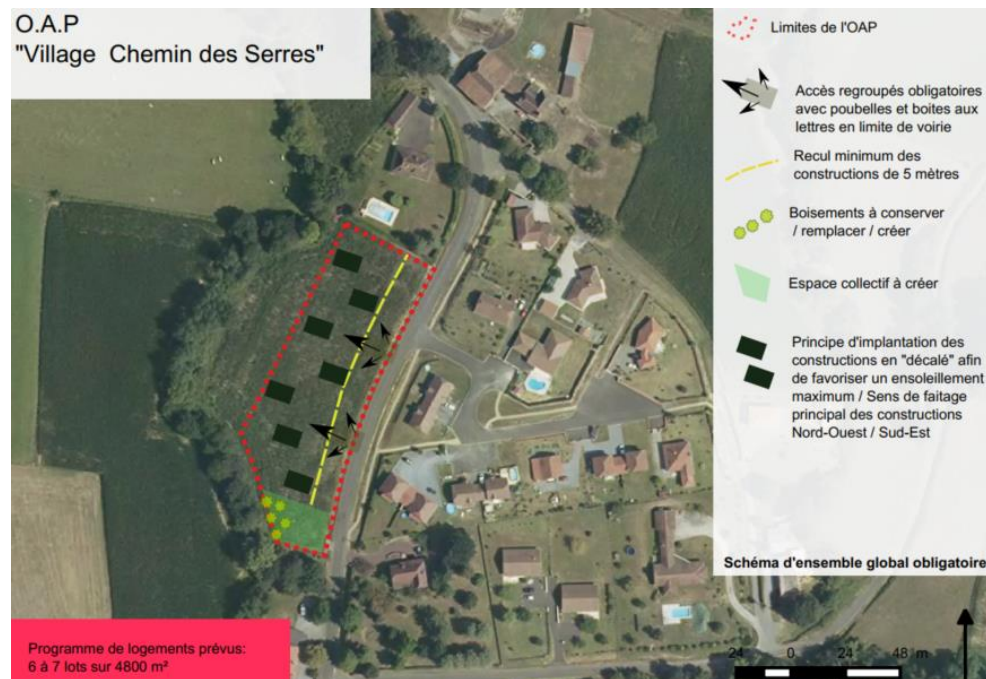 O.A.P
"Village Chemin des Serres"
Limites de l'OAP
Accès regroupés obligatoires
avec poubelles et boites aux
lettres en limite de voirie
Recul minimum des
constructions de 5 mètres
Boisements à conserver
/ remplacer / créer
Espace collectif à créer
Principe d'implantation des
constructions en "décalé" afin
de favoriser un ensoleillement
maximum / Sens de faitage
principal des constructions
Nord-Ouest / Sud-Est
Schéma d'ensemble global obligatoire
Programme de logements prévus:
6 à 7 lots sur 4800 m²
24 0 24 48 m